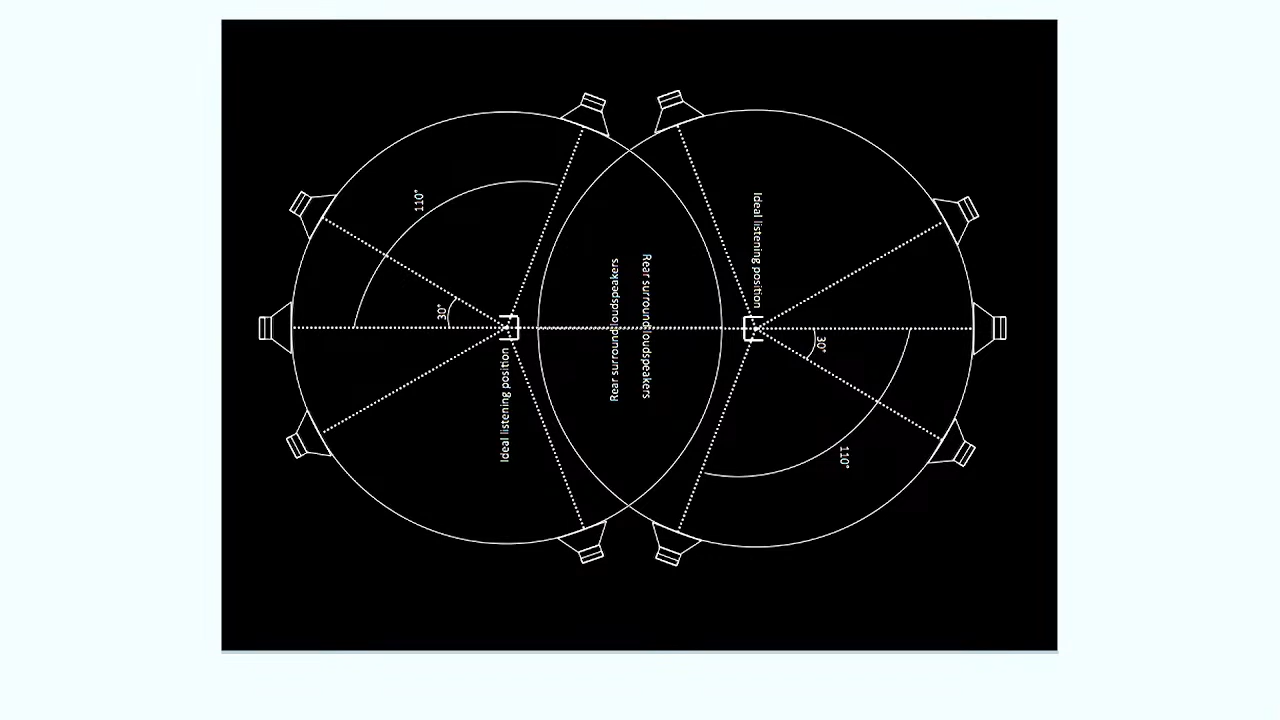 110°
30°
Ideal listening position
Rear surround loudspeakers
Rear surround loudspeakers
Ideal listening position
30°
110°